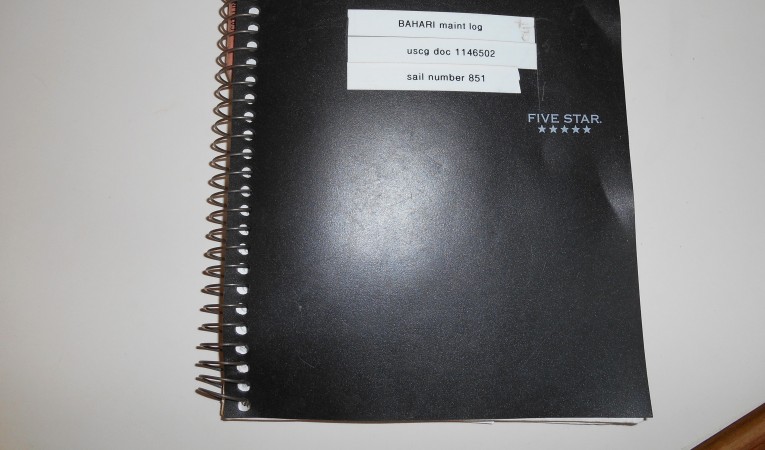 BAHARI maint log
uscg doc 1146502
sail number 851
FIVE STAR.